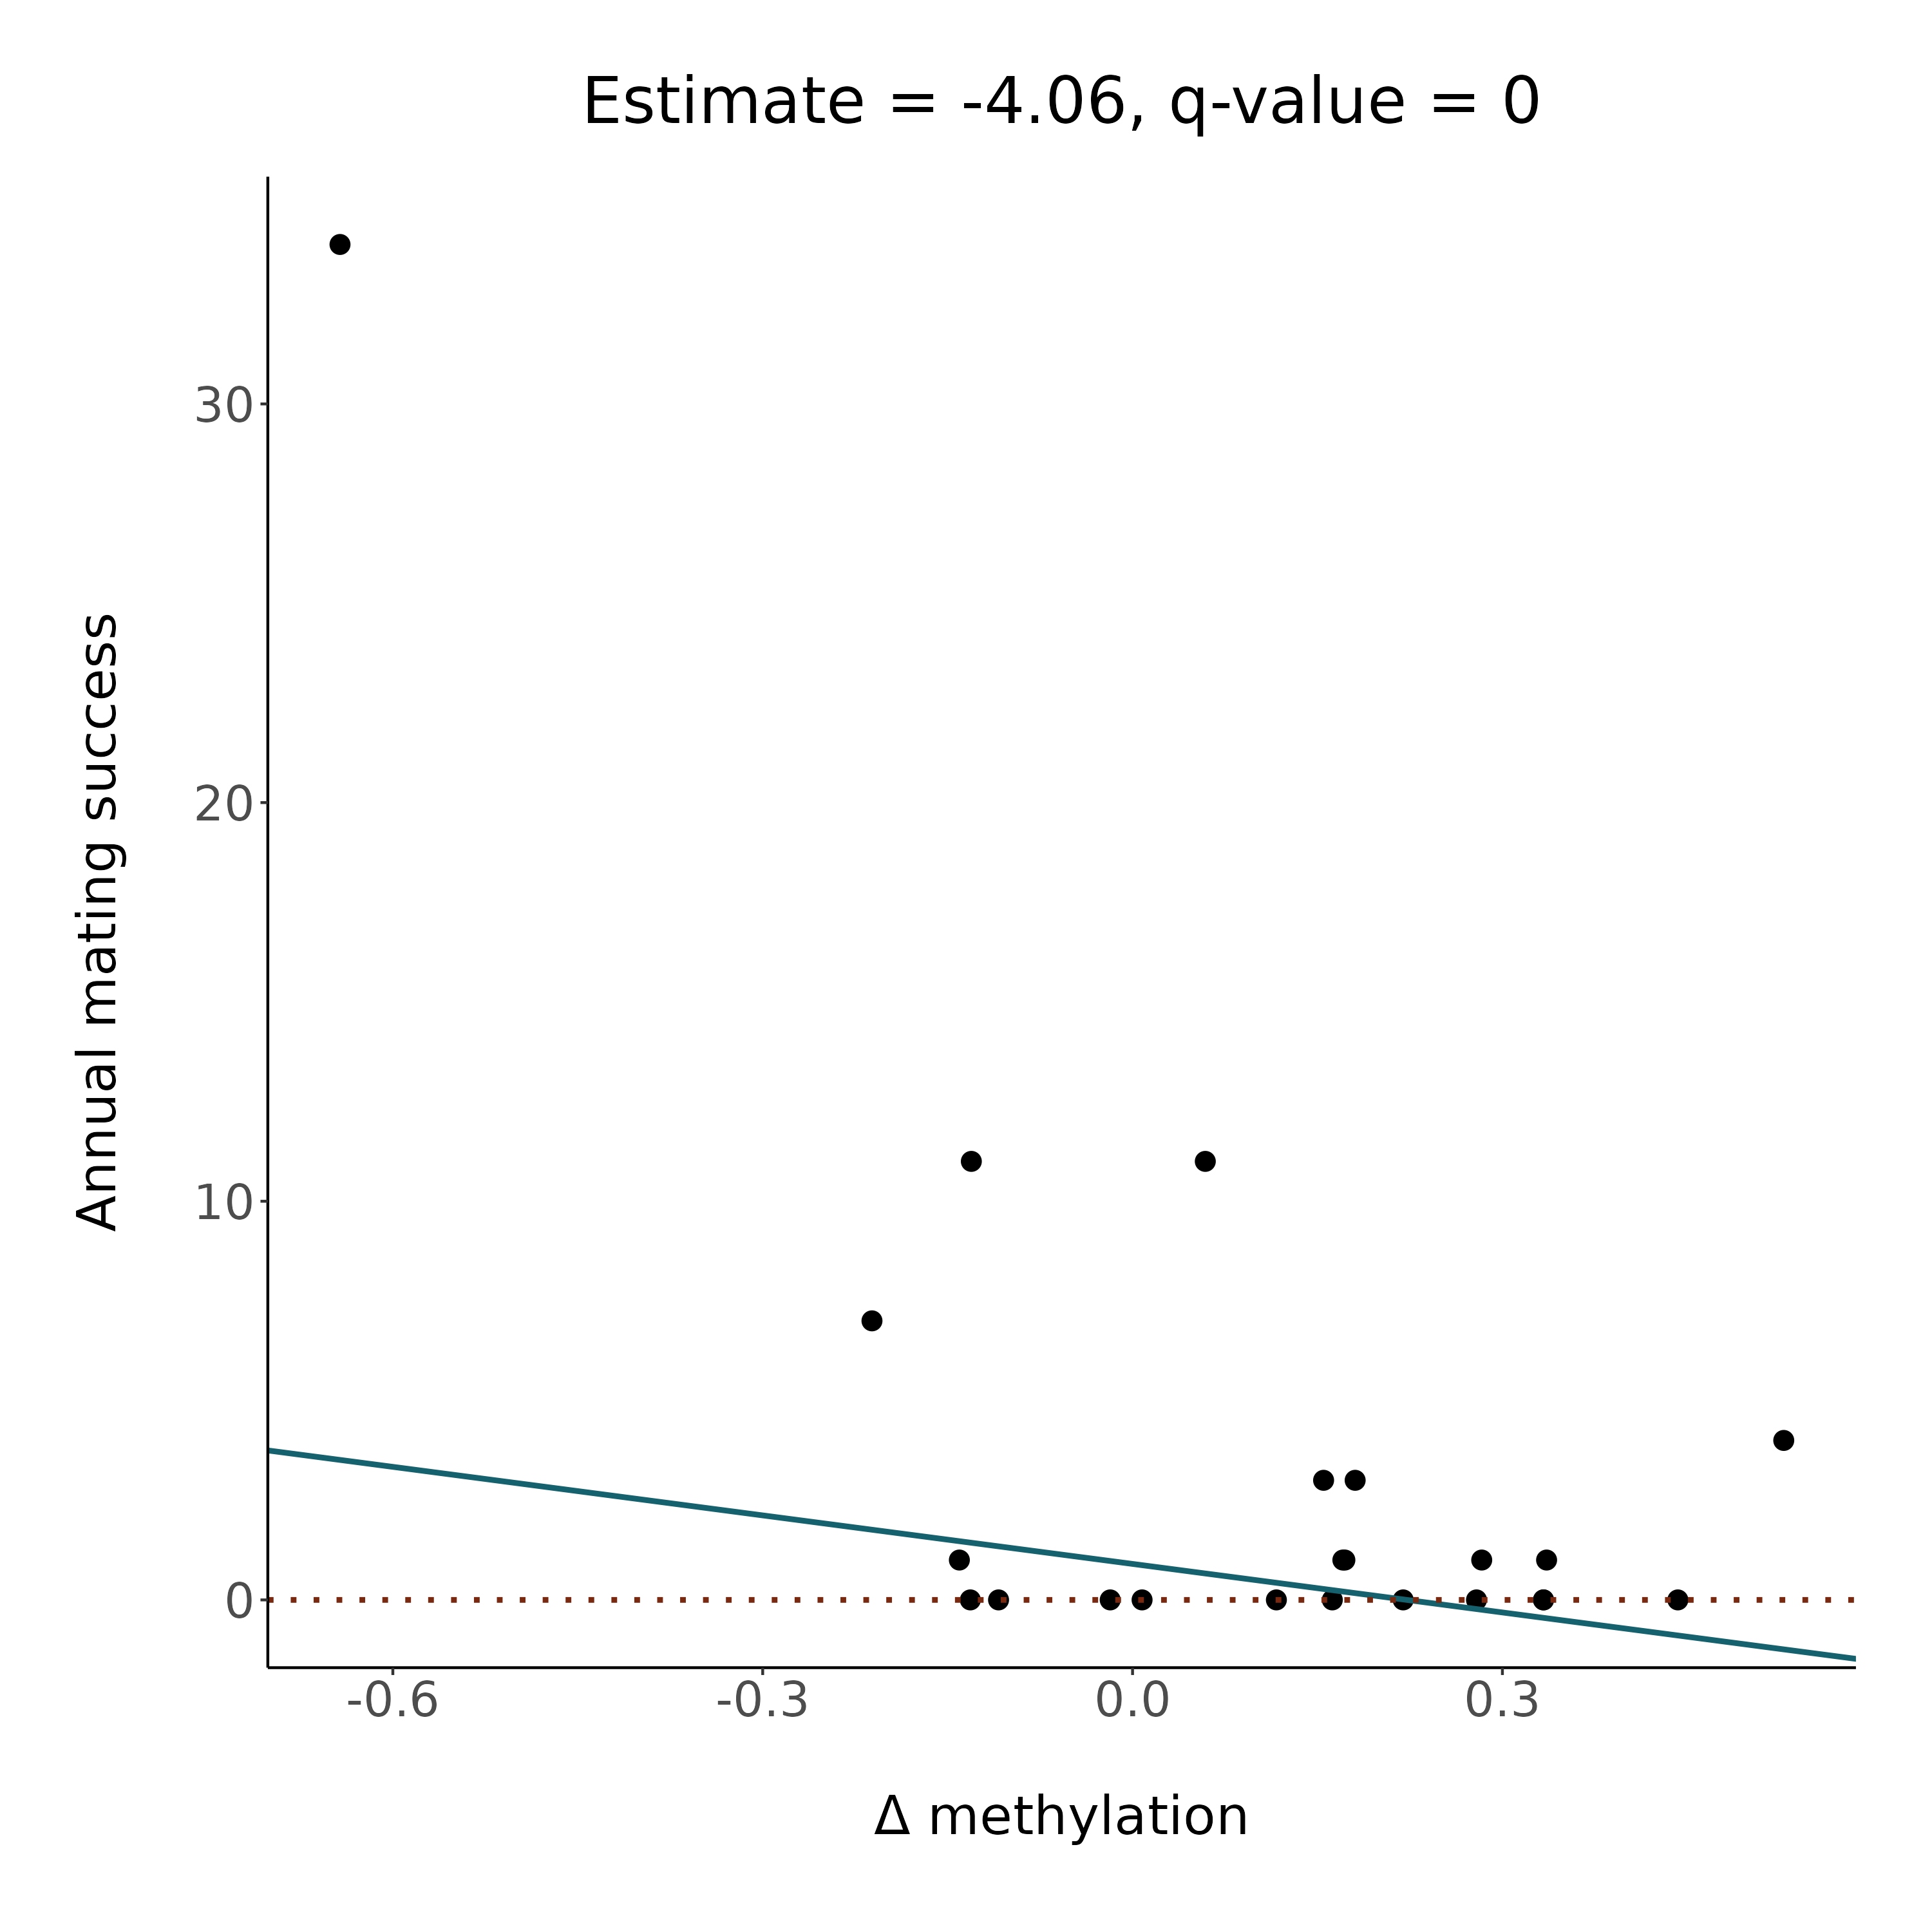 Estimate = -4.06, q-value = 0
Annual mating success
30
20
10
0
-0.6
-0.3
0.0
0.3
Δ methylation